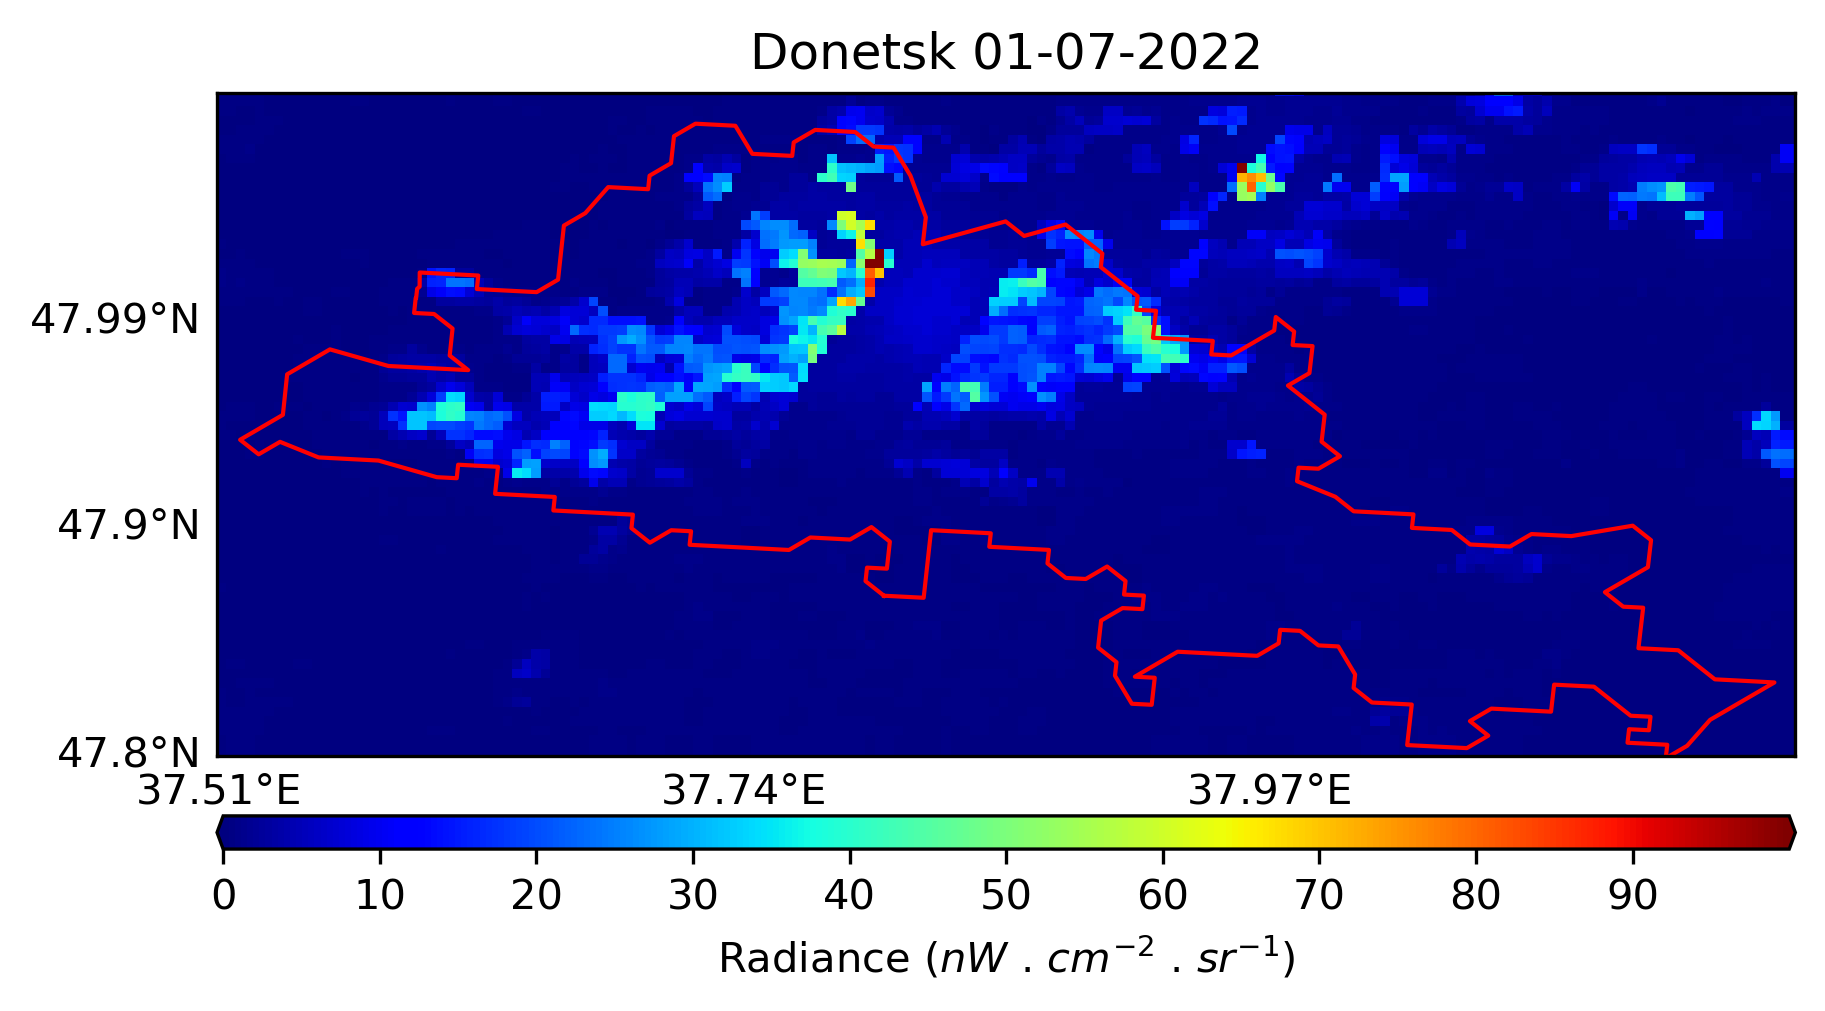 Donetsk 01-07-2022
47.99°N
47.9°N
47.8°N
37.51°E 37.74°E 37.97°E
0 10 20 30 40 50 60 70 80 90
Radiance (nW . cm⁻² . sr⁻¹)